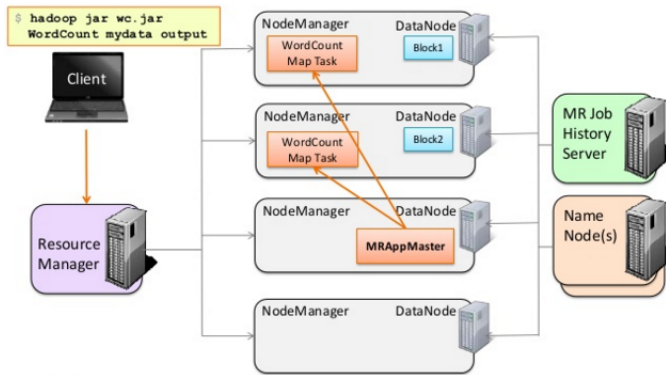 $ hadoop jar wc.jar
WordCount mydata output
Client
Resource
Manager
NodeManager
DataNode
WordCount
Map Task
Block1
NodeManager
DataNode
WordCount
Map Task
Block2
NodeManager
DataNode
MRAppMaster
NodeManager
DataNode
MR Job
History
Server
Name
Node(s)